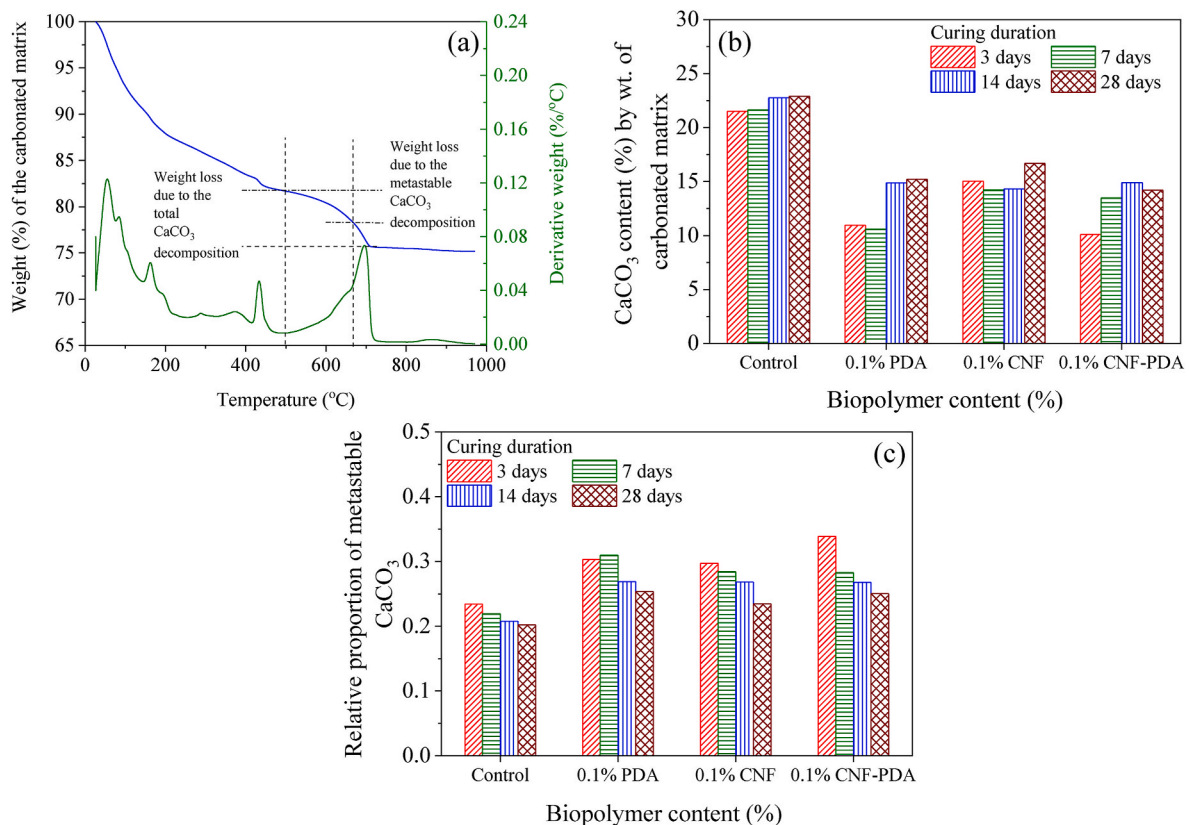 (a)
Weight (%) of the carbonated matrix
100
95
90
85
80
75
70
65
Weight loss
due to the
total
CaCO3
decomposition
Weight loss
due to the
metastable
CaCO3
decomposition
0.24
0.20
0.16
0.12
0.08
0.04
0.00
Derivative weight (%/°C)
0 200 400 600 800 1000
Temperature (°C)
(b)
CaCO3 content (%) by wt. of
carbonated matrix
30
25
20
15
10
5
0
Curing duration
3 days 7 days
14 days 28 days
Control 0.1% PDA 0.1% CNF 0.1% CNF-PDA
Biopolymer content (%)
(c)
Relative proportion of metastable
CaCO3
0.5
0.4
0.3
0.2
0.1
0.0
Curing duration
3 days 7 days
14 days 28 days
Control 0.1% PDA 0.1% CNF 0.1% CNF-PDA
Biopolymer content (%)